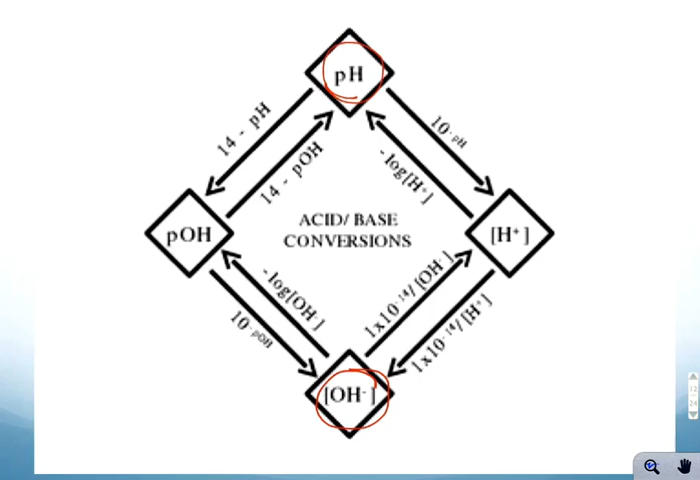 pH
14 - pH
10⁻ᵖᴴ
14 - pOH
- log[H⁺]
pOH
ACID/ BASE
CONVERSIONS
[H⁺]
- log[OH⁻]
1x10⁻¹⁴/ [OH⁻]
10⁻ᵖᴼᴴ
1x10⁻¹⁴/ [H⁺]
[OH⁻]